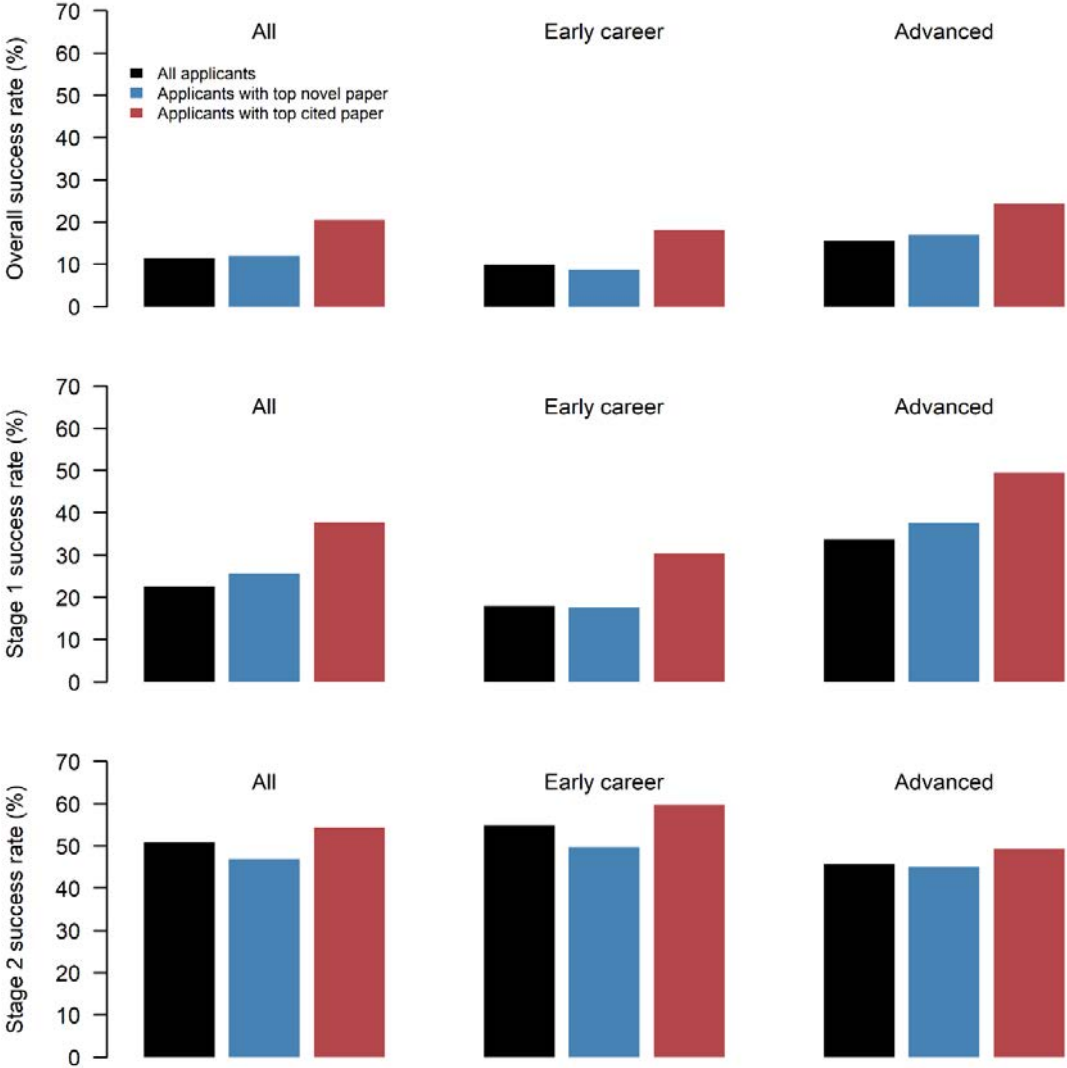 Overall success rate (%)
70
60
50
40
30
20
10
0
All
Early career
Advanced
All applicants
Applicants with top novel paper
Applicants with top cited paper
Stage 1 success rate (%)
70
60
50
40
30
20
10
0
All
Early career
Advanced
Stage 2 success rate (%)
70
60
50
40
30
20
10
0
All
Early career
Advanced